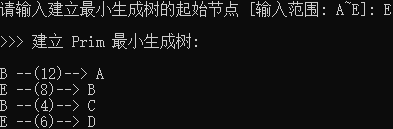 请输入建立最小生成树的起始节点 [输入范围: A~E]: E
>>> 建立 Prim 最小生成树:
B --(12)--> A
E --(8)--> B
B --(4)--> C
E --(6)--> D